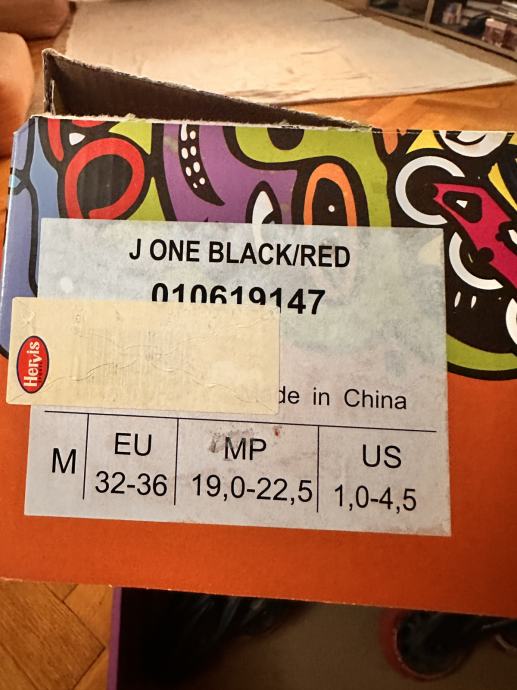 J ONE BLACK/RED
010619147
Hervis
de in China
M
EU
32-36
MP
19,0-22,5
US
1,0-4,5